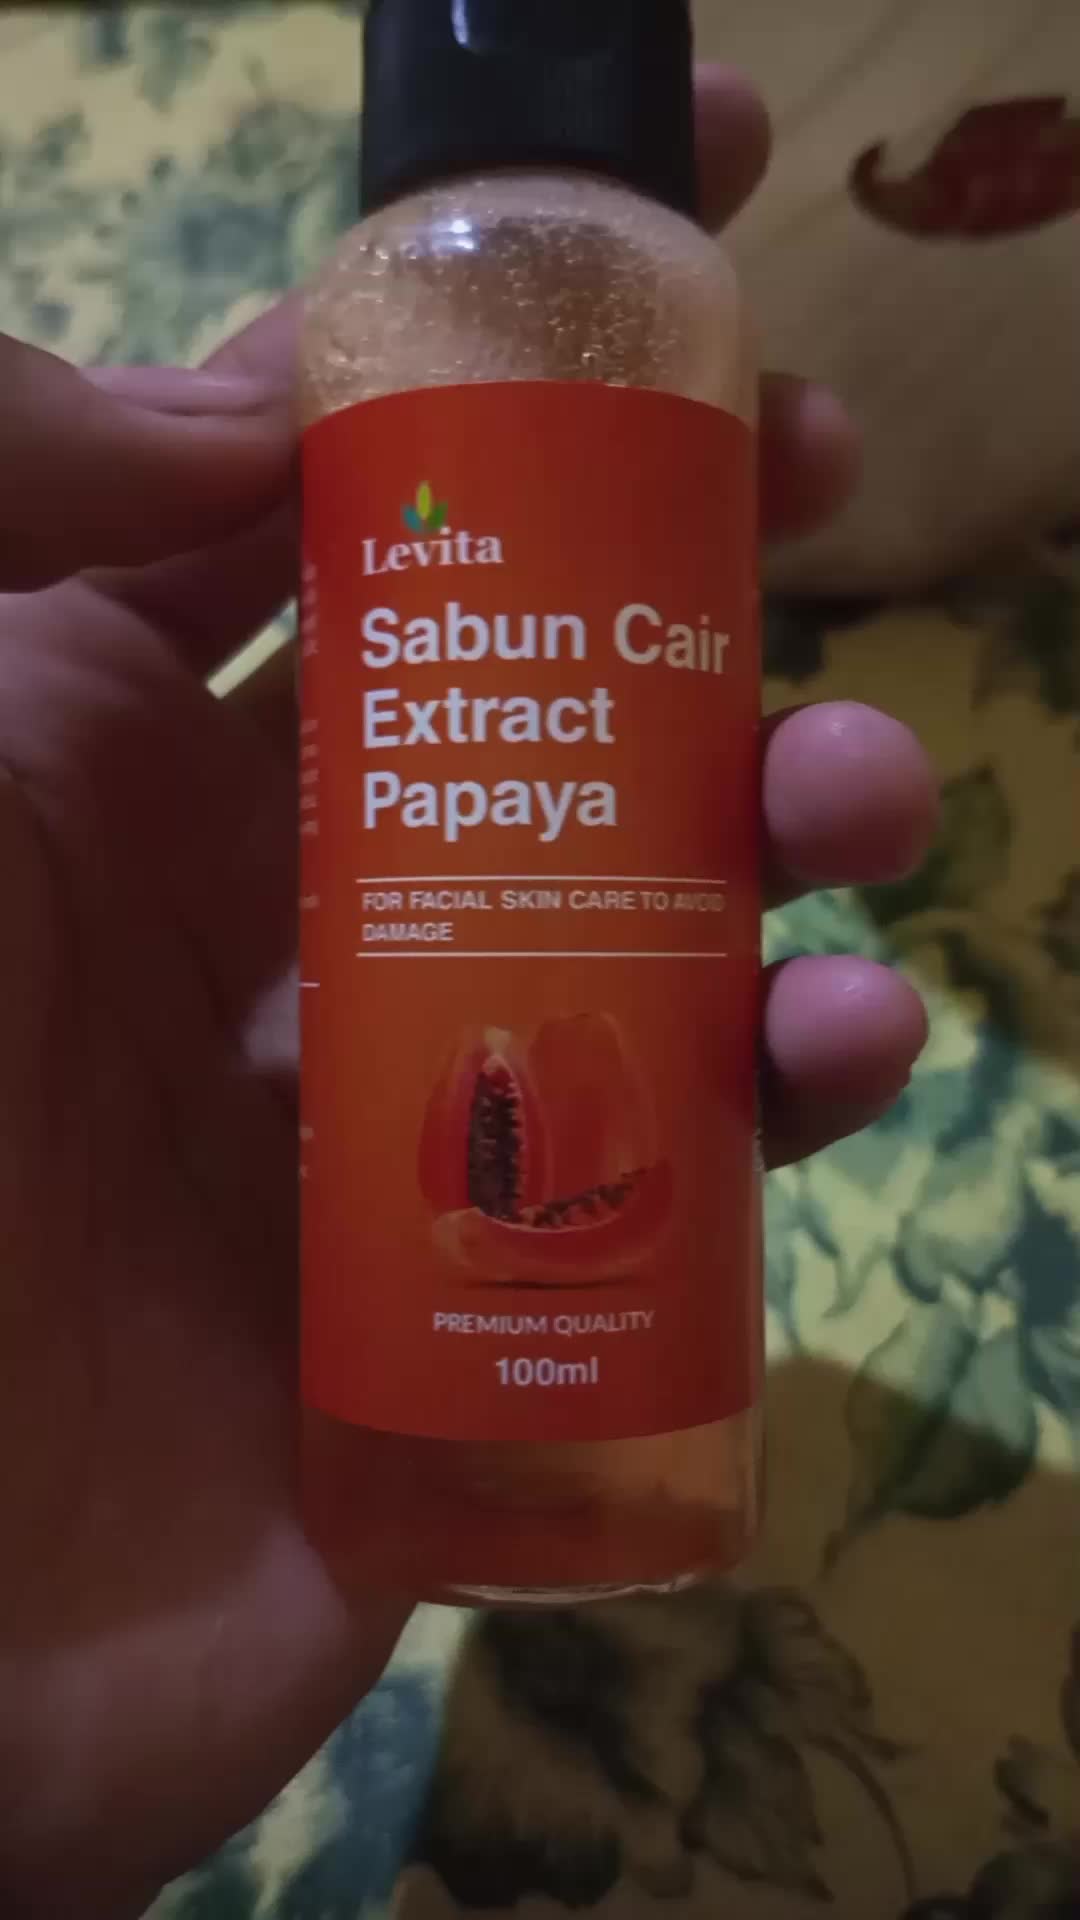 Levita
Sabun Cair
Extract
Papaya
FOR FACIAL SKIN CARE TO AVOID
DAMAGE
PREMIUM QUALITY
100ml